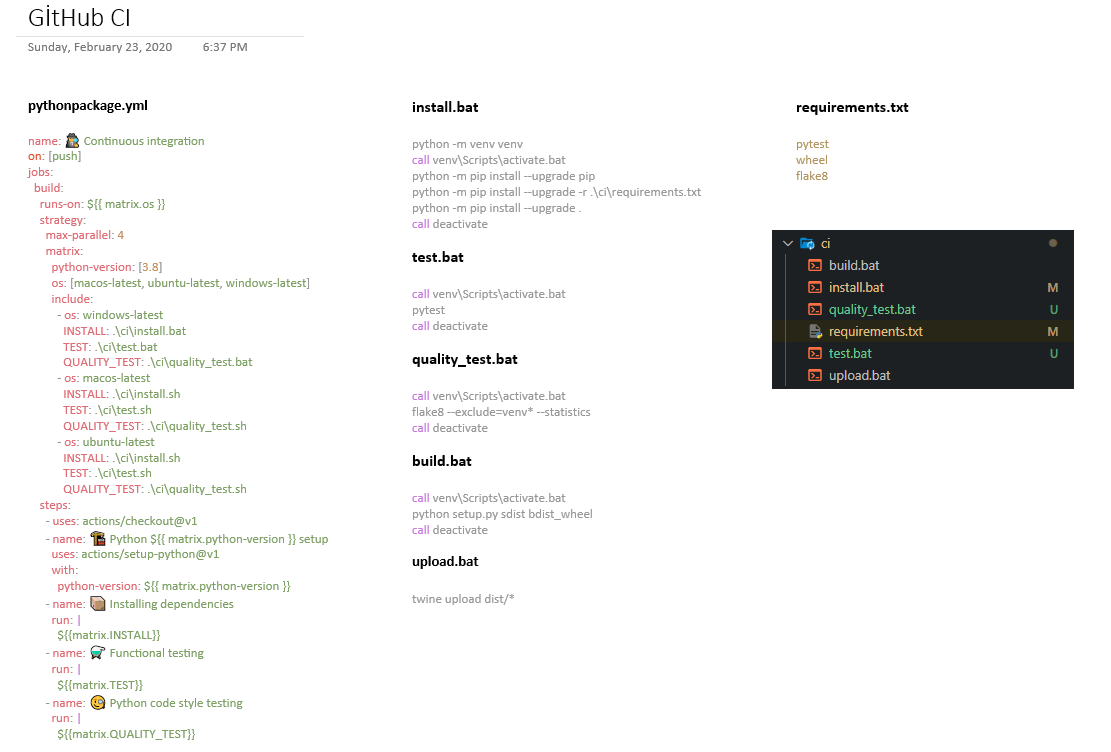 GİtHub CI
Sunday, February 23, 2020 6:37 PM
pythonpackage.yml
name: 🕵️ Continuous integration
on: [push]
jobs:
build:
runs-on: ${{ matrix.os }}
strategy:
max-parallel: 4
matrix:
python-version: [3.8]
os: [macos-latest, ubuntu-latest, windows-latest]
include:
- os: windows-latest
INSTALL: .\ci\install.bat
TEST: .\ci\test.bat
QUALITY_TEST: .\ci\quality_test.bat
- os: macos-latest
INSTALL: .\ci\install.sh
TEST: .\ci\test.sh
QUALITY_TEST: .\ci\quality_test.sh
- os: ubuntu-latest
INSTALL: .\ci\install.sh
TEST: .\ci\test.sh
QUALITY_TEST: .\ci\quality_test.sh
steps:
- uses: actions/checkout@v1
- name: 🏗 Python ${{ matrix.python-version }} setup
uses: actions/setup-python@v1
with:
python-version: ${{ matrix.python-version }}
- name: 📦 Installing dependencies
run: |
${{matrix.INSTALL}}
- name: Functional testing
run: |
${{matrix.TEST}}
- name: 🧐 Python code style testing
run: |
${{matrix.QUALITY_TEST}}
install.bat
python -m venv venv
call venv\Scripts\activate.bat
python -m pip install --upgrade pip
python -m pip install --upgrade -r .\ci\requirements.txt
python -m pip install --upgrade .
call deactivate
test.bat
call venv\Scripts\activate.bat
pytest
call deactivate
quality_test.bat
call venv\Scripts\activate.bat
flake8 --exclude=venv* --statistics
call deactivate
build.bat
call venv\Scripts\activate.bat
python setup.py sdist bdist_wheel
call deactivate
upload.bat
twine upload dist/*
requirements.txt
pytest
wheel
flake8
ci
build.bat
install.bat M
quality_test.bat U
requirements.txt M
test.bat U
upload.bat